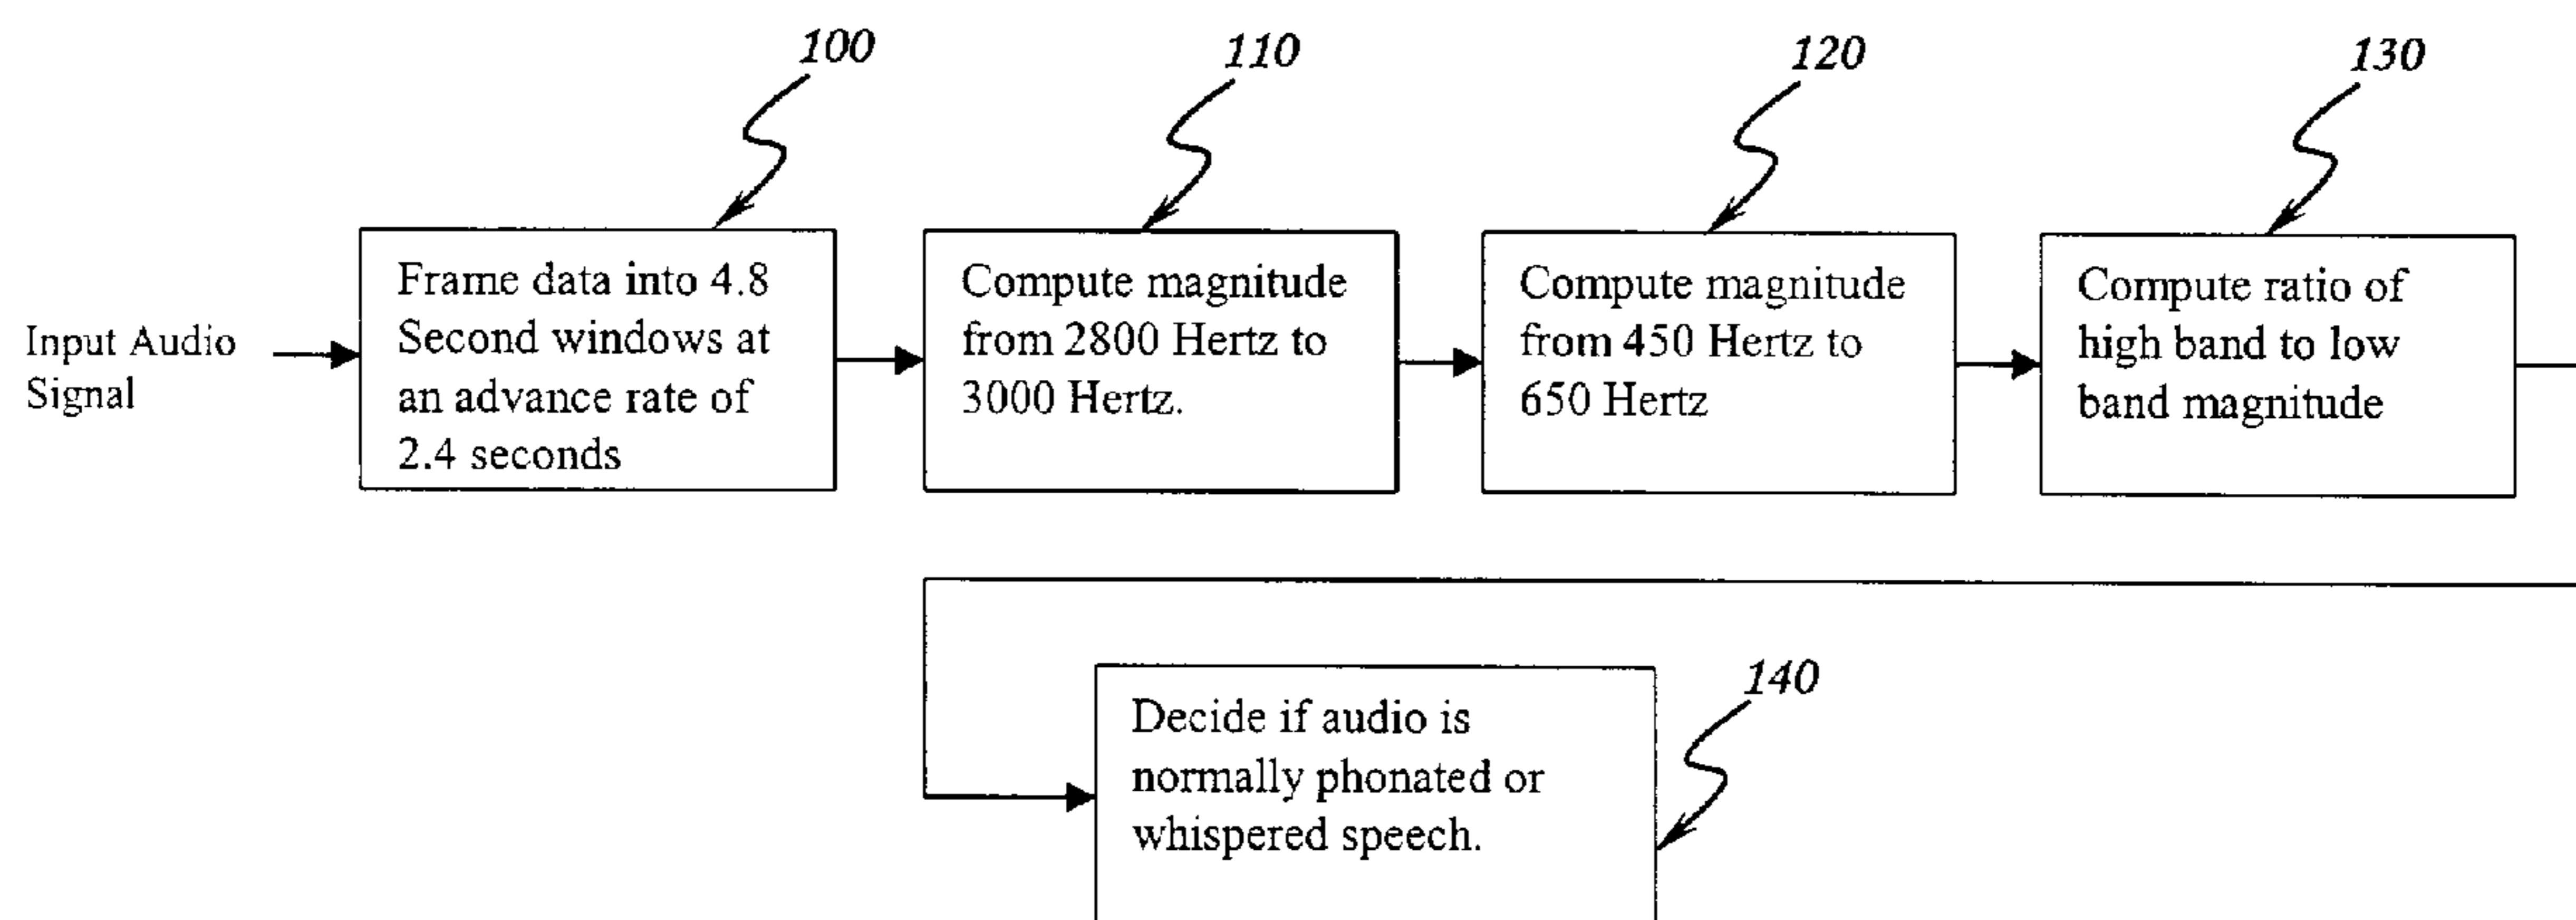 100
110
120
130
Input Audio
Signal
Frame data into 4.8
Second windows at
an advance rate of
2.4 seconds
Compute magnitude
from 2800 Hertz to
3000 Hertz.
Compute magnitude
from 450 Hertz to
650 Hertz
Compute ratio of
high band to low
band magnitude
140
Decide if audio is
normally phonated or
whispered speech.